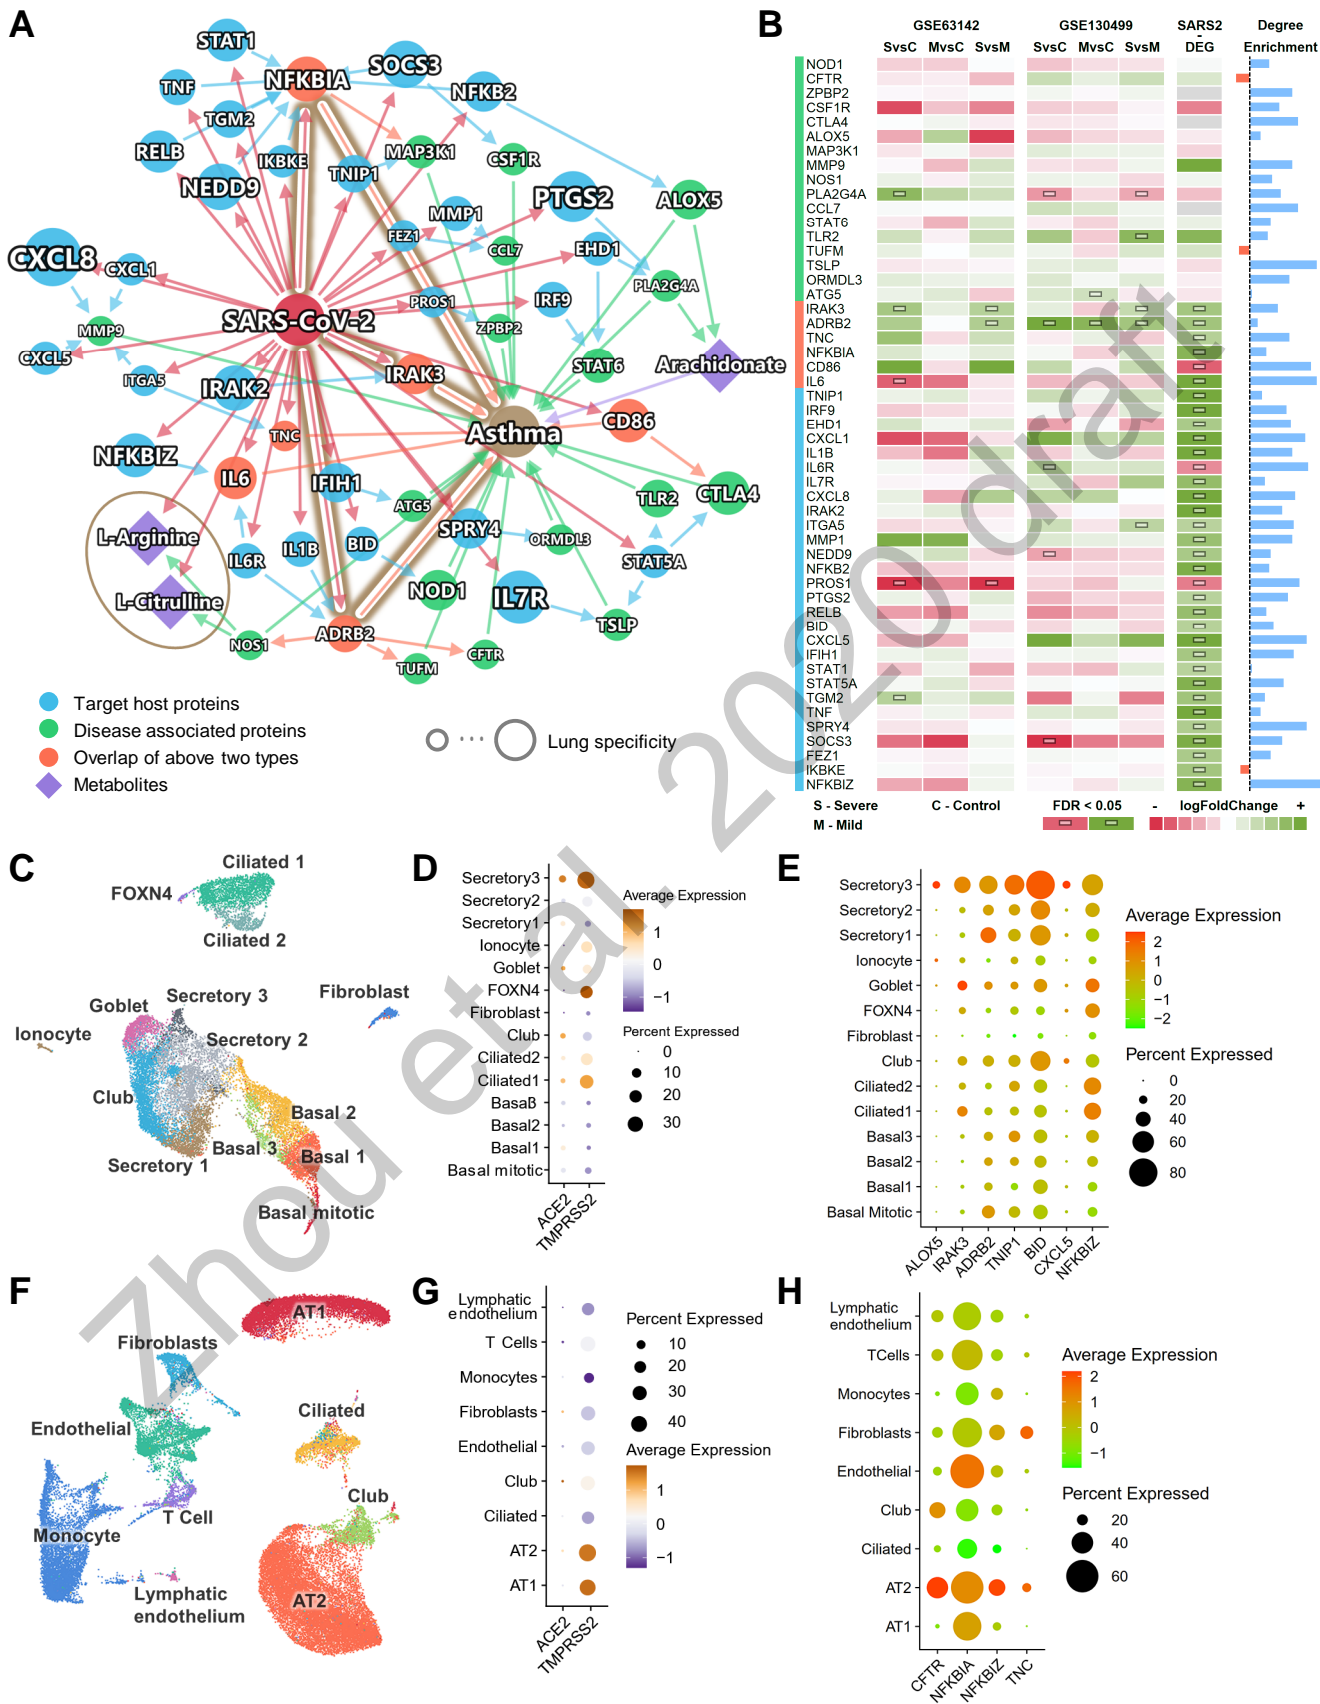 A
STAT1
SOCS3
NFKBIA
TNF
NFKB2
TGM2
RELB
IKBKE
MAP3K1
CSF1R
TNIP1
NEDD9
PTGS2
ALOX5
MMP1
FEZ1
CCL7
EHD1
CXCL8
CXCL1
PLA2G4A
PROS1
IRF9
SARS-CoV-2
ZPBP2
MMP9
CXCL5
STAT6
Arachidonate
ITGA5
IRAK2
IRAK3
CD86
TNC
Asthma
NFKBIZ
IL6
IFIH1
TLR2
CTLA4
ATG5
L-Arginine
SPRY4
ORMDL3
IL6R
IL1B
BID
STAT5A
L-Citrulline
NOD1
IL7R
TSLP
NOS1
ADRB2
TUFM
CFTR
Target host proteins
Disease associated proteins
Overlap of above two types
Metabolites
Lung specificity
B
GSE63142 GSE130499 SARS2 - DEG Degree Enrichment
SvsC MvsC SvsM SvsC MvsC SvsM
NOD1
CFTR
ZPBP2
CSF1R
CTLA4
ALOX5
MAP3K1
MMP9
NOS1
PLA2G4A
CCL7
STAT6
TLR2
TUFM
TSLP
ORMDL3
ATG5
IRAK3
ADRB2
TNC
NFKBIA
CD86
IL6
TNIP1
IRF9
EHD1
CXCL1
IL1B
IL6R
IL7R
CXCL8
IRAK2
ITGA5
MMP1
NEDD9
NFKB2
PROS1
PTGS2
RELB
BID
CXCL5
IFIH1
STAT1
STAT5A
TGM2
TNF
SPRY4
SOCS3
FEZ1
IKBKE
NFKBIZ
S - Severe C - Control FDR < 0.05 - logFoldChange +
M - Mild
C
Ciliated 1
FOXN4
Ciliated 2
Goblet
Secretory 3
Fibroblast
Ionocyte
Secretory 2
Club
Basal 2
Basal 3
Basal 1
Secretory 1
Basal mitotic
D
Secretory3
Secretory2
Secretory1
Ionocyte
Goblet
FOXN4
Fibroblast
Club
Ciliated2
Ciliated1
Basaß
Basal2
Basal1
Basal mitotic
ACE2
TMPRSS2
Average Expression
1
0
−1
Percent Expressed
0
10
20
30
E
Secretory3
Secretory2
Secretory1
Ionocyte
Goblet
FOXN4
Fibroblast
Club
Ciliated2
Ciliated1
Basal3
Basal2
Basal1
Basal Mitotic
ALOX5
IRAK3
ADRB2
TNIP1
BID
CXCL5
NFKBIZ
Average Expression
2
1
0
−1
−2
Percent Expressed
0
20
40
60
80
F
AT1
Fibroblasts
Endothelial
Ciliated
T Cell
Club
Monocyte
Lymphatic
endothelium
AT2
G
Lymphatic
endothelium
T Cells
Monocytes
Fibroblasts
Endothelial
Club
Ciliated
AT2
AT1
ACE2
TMPRSS2
Percent Expressed
10
20
30
40
Average Expression
1
0
−1
H
Lymphatic
endothelium
TCells
Monocytes
Fibroblasts
Endothelial
Club
Ciliated
AT2
AT1
CFTR
NFKBIA
NFKBIZ
TNC
Average Expression
2
1
0
−1
Percent Expressed
20
40
60
Zhou et al. 2020 draft